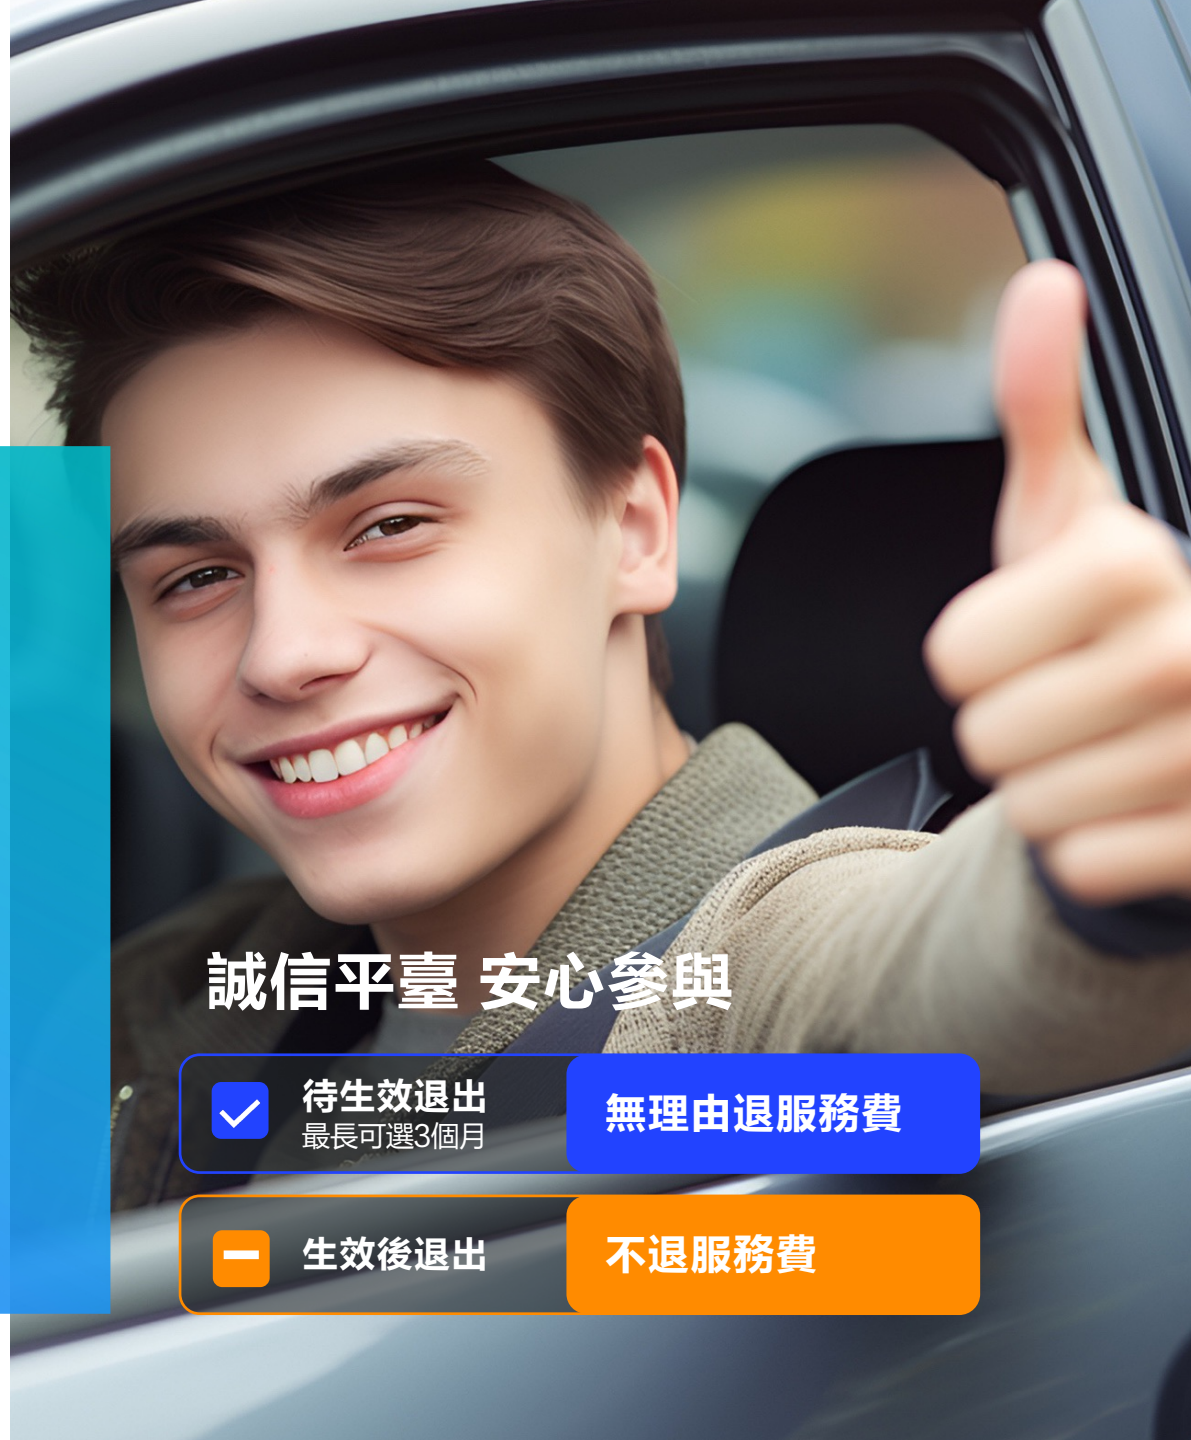 誠信平臺 安心參與
待生效退出
最長可選3個月
無理由退服務費
生效後退出
不退服務費